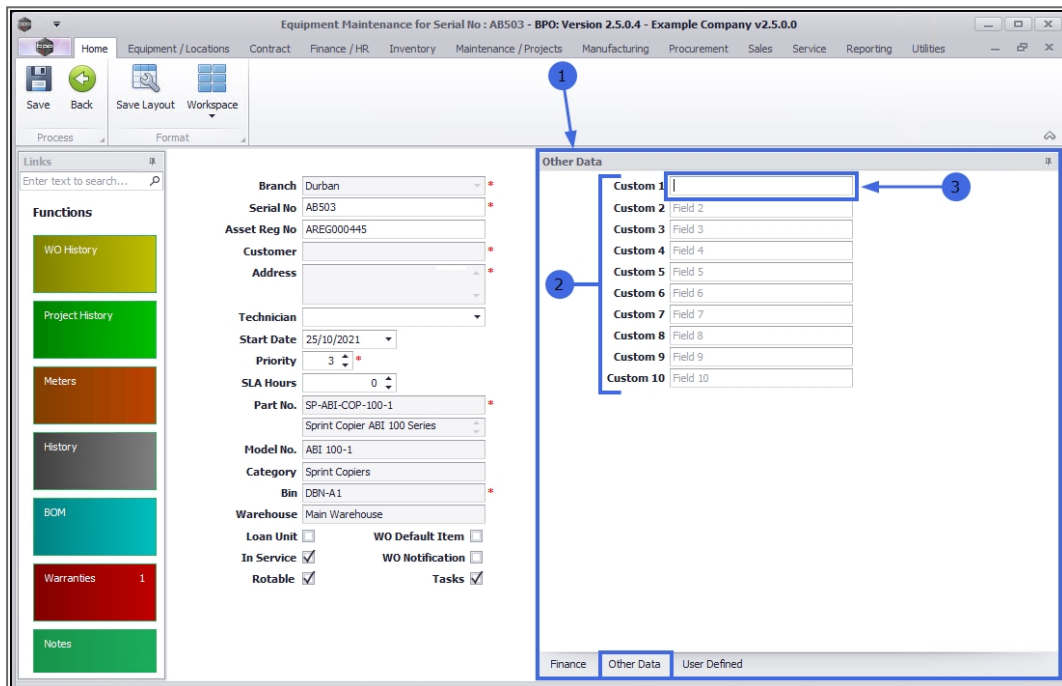 Equipment Maintenance for Serial No : AB503 - BPO: Version 2.5.0.4 - Example Company v2.5.0.0
Home Equipment / Locations Contract Finance / HR Inventory Maintenance / Projects Manufacturing Procurement Sales Service Reporting Utilities
Save Back Save Layout Workspace
Process Format
1
Links
Enter text to search...
Functions
WO History
Project History
Meters
History
BOM
Warranties 1
Notes
Branch Durban *
Serial No AB503 *
Asset Reg No AREG000445
Customer *
Address *
Technician
Start Date 25/10/2021
Priority 3 *
SLA Hours 0
Part No. SP-ABI-COP-100-1 *
Sprint Copier ABI 100 Series
Model No. ABI 100-1
Category Sprint Copiers
Bin DBN-A1 *
Warehouse Main Warehouse
Loan Unit WO Default Item
In Service WO Notification
Rotable Tasks
Other Data
Custom 1 3
Custom 2 Field 2
Custom 3 Field 3
Custom 4 Field 4
Custom 5 Field 5
2
Custom 6 Field 6
Custom 7 Field 7
Custom 8 Field 8
Custom 9 Field 9
Custom 10 Field 10
Finance Other Data User Defined